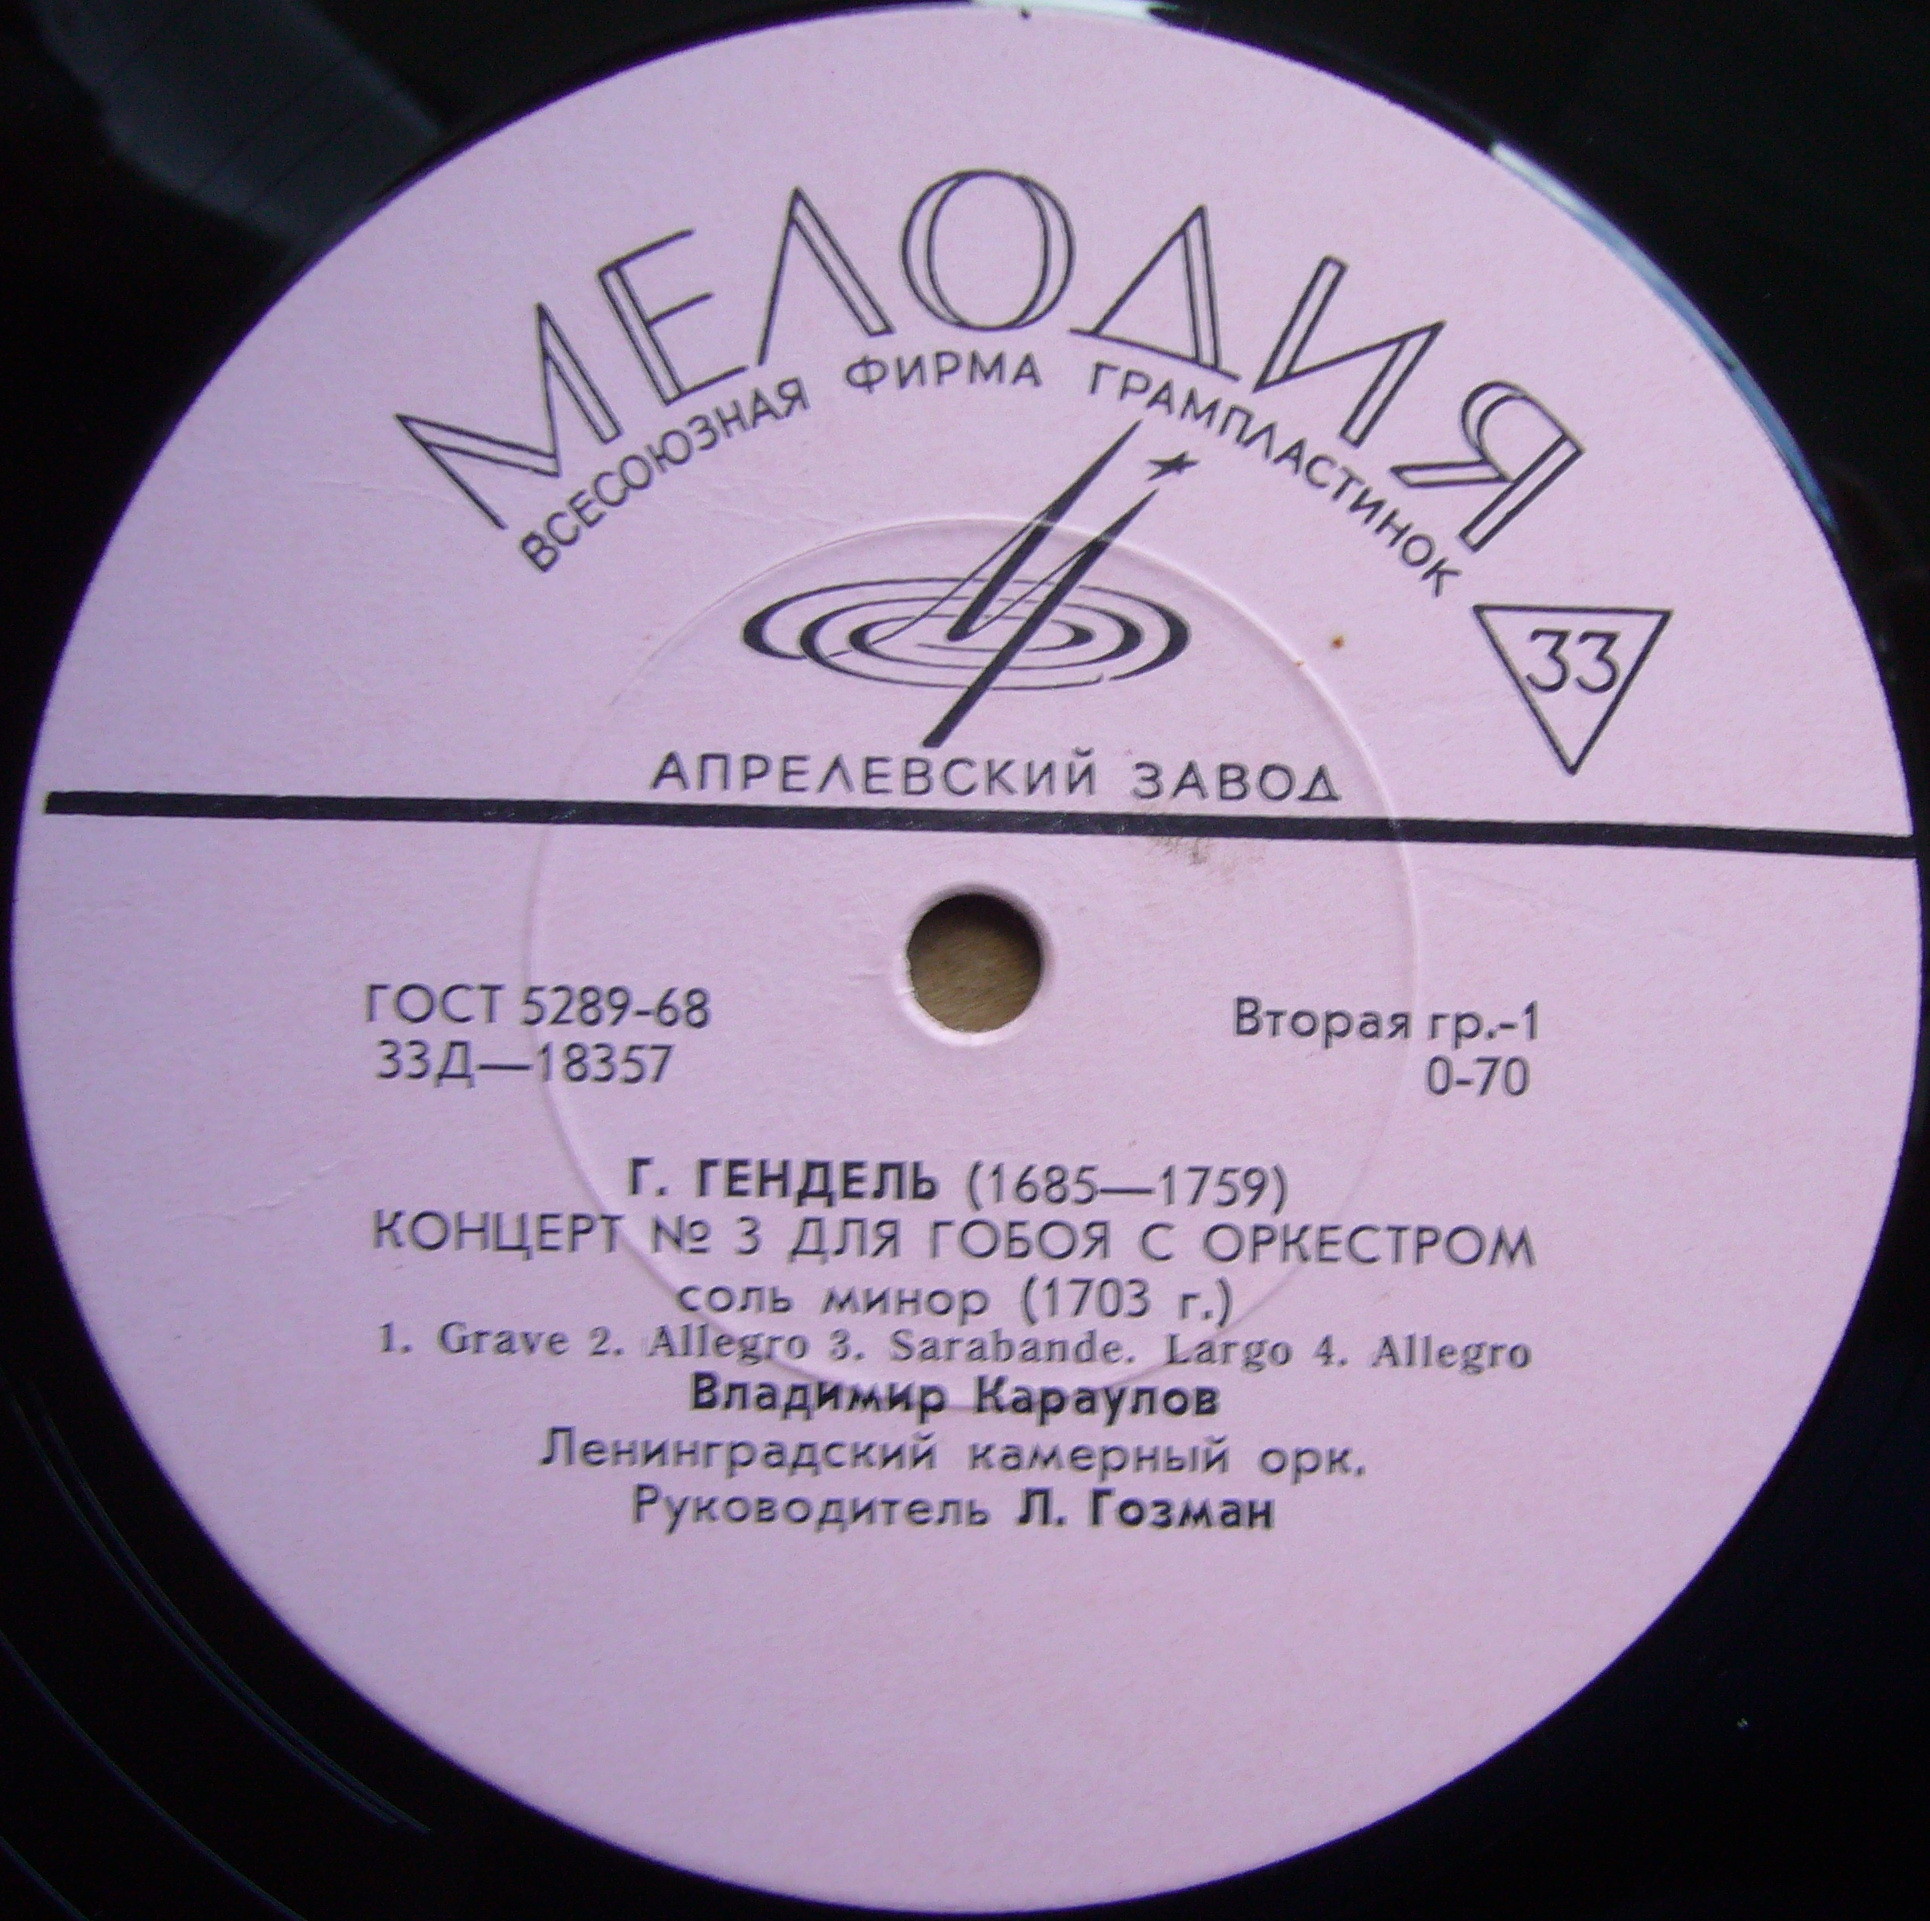 МЕЛОДИЯ
ВСЕСОЮЗНАЯ ФИРМА ГРАМПЛАСТИНОК
33
АПРЕЛЕВСКИЙ ЗАВОД
ГОСТ 5289-68
33Д—18357
Вторая гр.-1
0-70
Г. ГЕНДЕЛЬ (1685—1759)
КОНЦЕРТ № 3 ДЛЯ ГОБОЯ С ОРКЕСТРОМ
соль минор (1703 г.)
1. Grave 2. Allegro 3. Sarabande. Largo 4. Allegro
Владимир Караулов
Ленинградский камерный орк.
Руководитель Л. Гозман